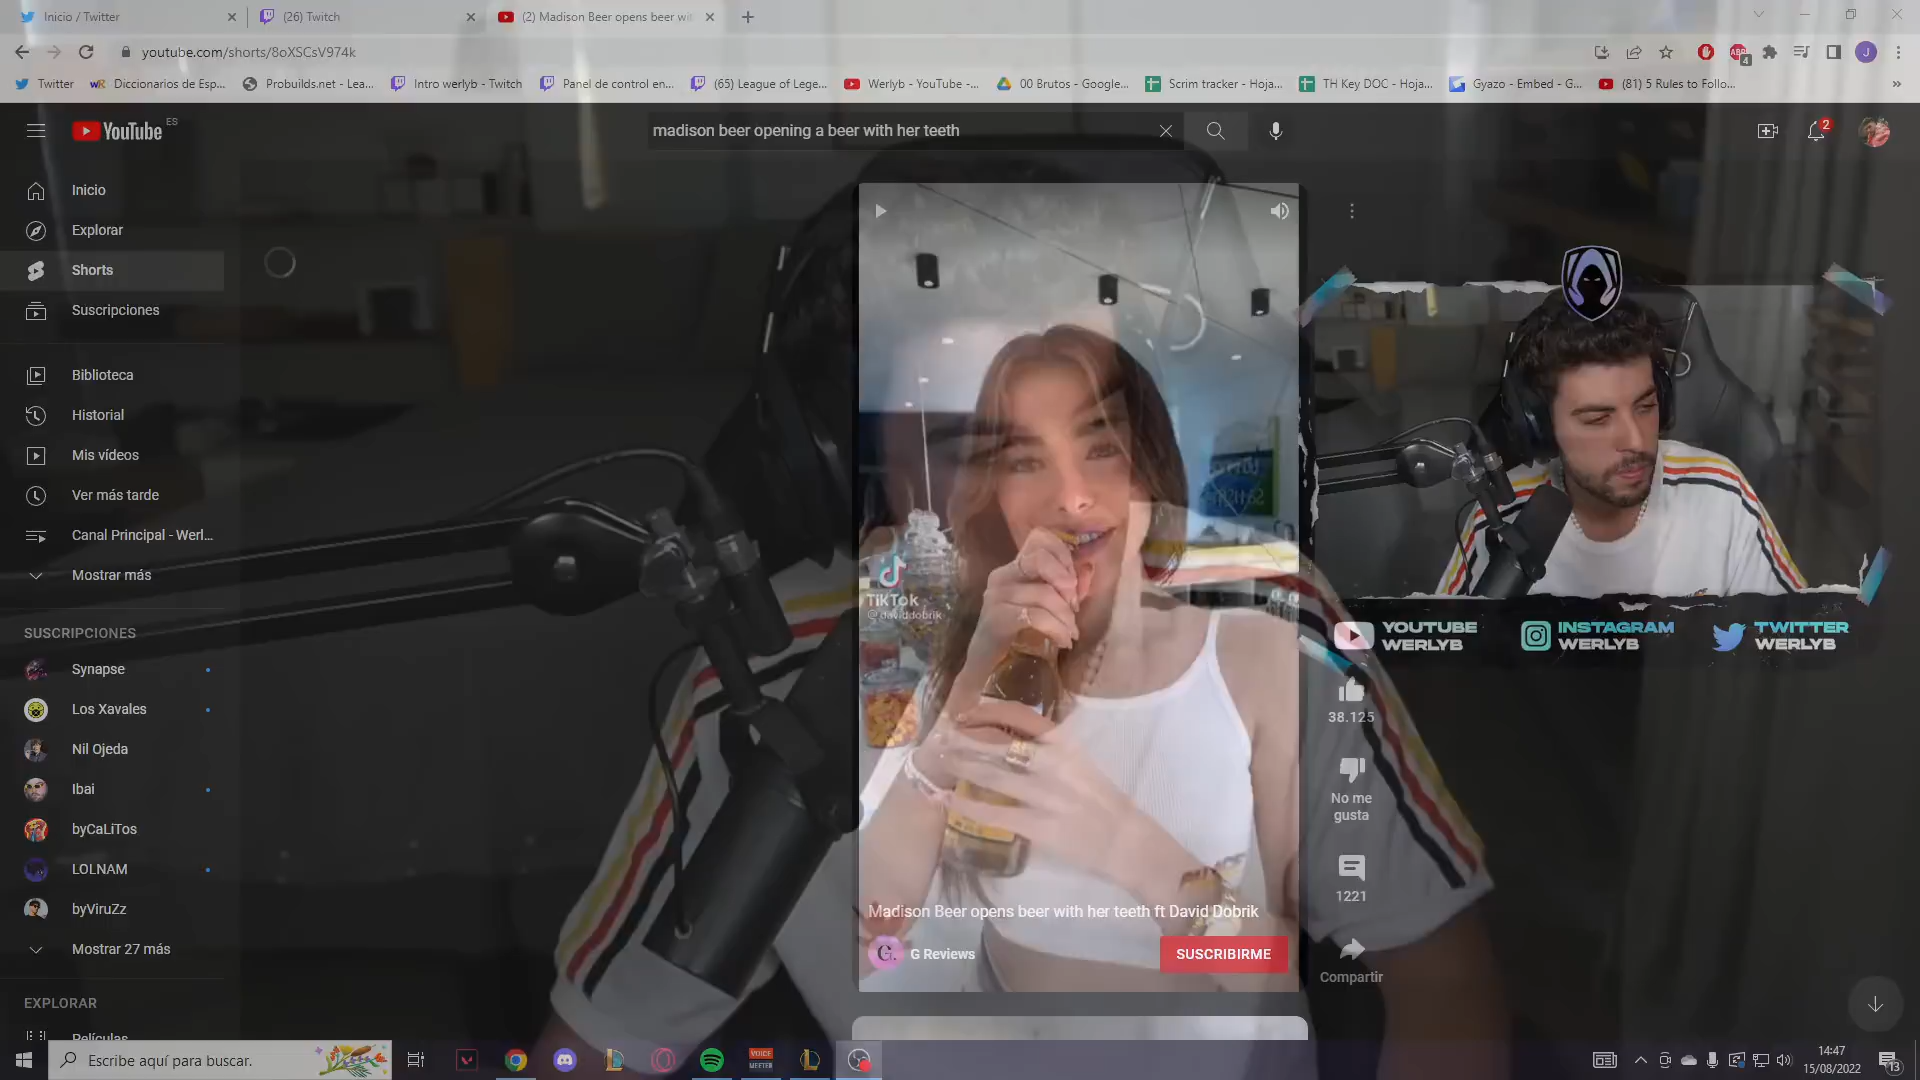 Inicio / Twitter
(26) Twitch
(2) Madison Beer opens beer wi
youtube.com/shorts/8oXSCsV974k
Twitter
Diccionarios de Esp...
Probuilds.net - Lea...
Intro werlyb - Twitch
Panel de control en...
(65) League of Lege...
Werlyb - YouTube -...
00 Brutos - Google...
Scrim tracker - Hoja...
TH Key DOC - Hoja...
Gyazo - Embed - G...
(81) 5 Rules to Follo...
YouTube ES
madison beer opening a beer with her teeth
2
Inicio
Explorar
Shorts
Suscripciones
Biblioteca
Historial
Mis vídeos
Ver más tarde
Canal Principal - Werl...
Mostrar más
SUSCRIPCIONES
Synapse
Los Xavales
Nil Ojeda
Ibai
byCaLiTos
LOLNAM
byViruZz
Mostrar 27 más
EXPLORAR
Películas
TikTok
@daviddobrik
Madison Beer opens beer with her teeth ft David Dobrik
G Reviews
SUSCRIBIRME
YOUTUBE
WERLYB
INSTAGRAM
WERLYB
TWITTER
WERLYB
38.125
No me
gusta
1221
Compartir
Escribe aquí para buscar.
VOICE
MEETER
14:47
15/08/2022
13